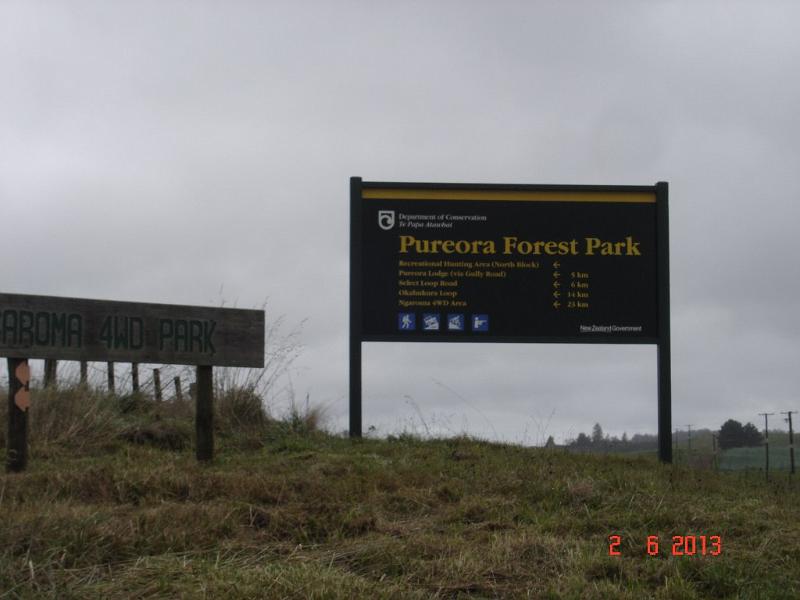 AROMA 4WD PARK
Department of Conservation
Te Papa Atawhai
Pureora Forest Park
Recreational Hunting Area (North Block) ←
Pureora Lodge (via Gully Road) ← 5 km
Select Loop Road ← 6 km
Okahukura Loop ← 14 km
Ngaroma 4WD Area ← 23 km
New Zealand Government
2 6 2013